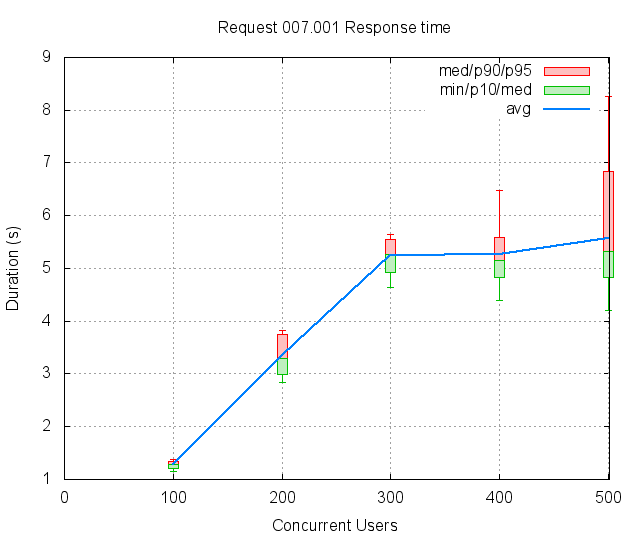 Request 007.001 Response time
med/p90/p95
min/p10/med
avg
9
8
7
6
5
4
3
2
1
Duration (s)
0 100 200 300 400 500
Concurrent Users